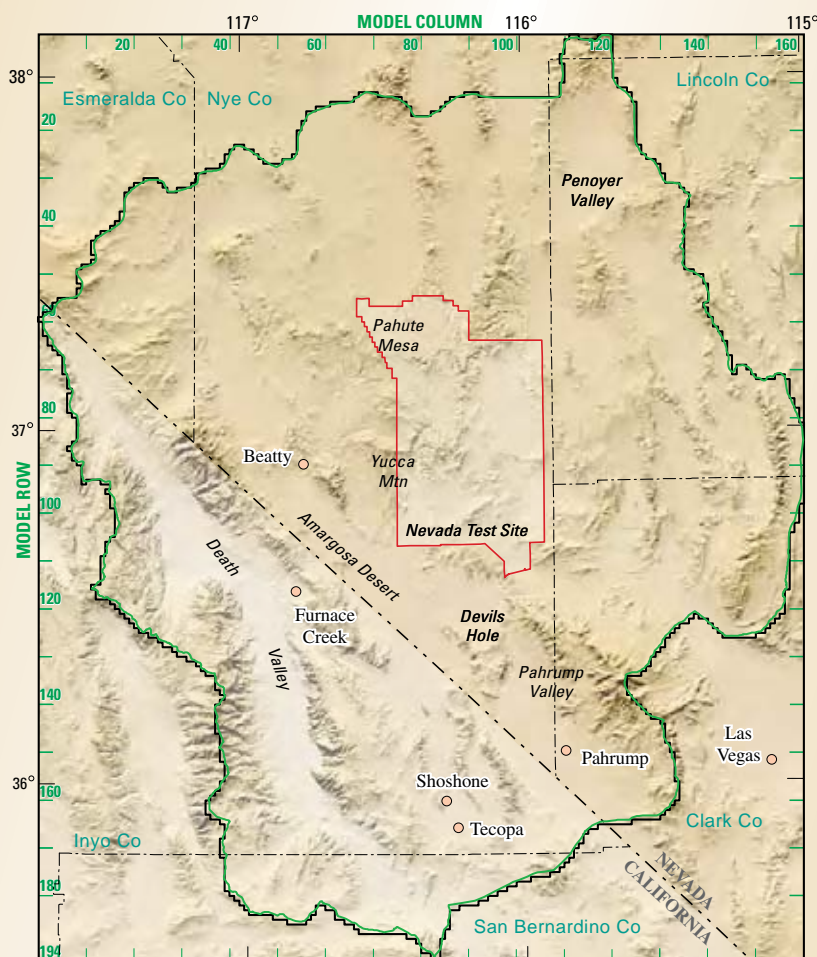 117°
MODEL COLUMN
116°
115°
20
40
60
80
100
120
140
160
38°
Esmeralda Co
Nye Co
Lincoln Co
20
Penoyer
Valley
40
Pahute
Mesa
80
37°
Beatty
Yucca
Mtn
MODEL ROW
100
Nevada Test Site
Amargosa Desert
Death
Valley
120
Furnace
Creek
Devils
Hole
Pahrump
Valley
140
Las
Vegas
Pahrump
36°
160
Shoshone
Tecopa
Clark Co
Inyo Co
NEVADA
CALIFORNIA
180
San Bernardino Co
194